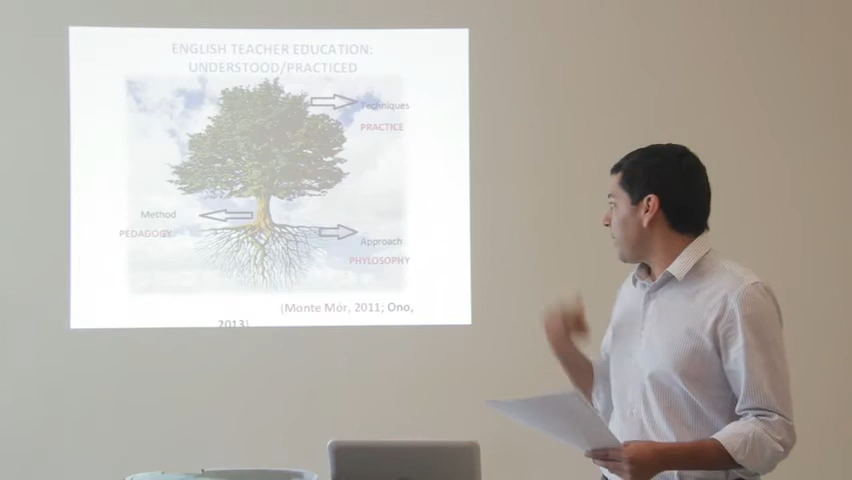 ENGLISH TEACHER EDUCATION:
UNDERSTOOD/PRACTICED
Techniques
PRACTICE
Method
PEDAGOGY
Approach
PHYLOSOPHY
(Monte Mór, 2011; Ono,
2013)